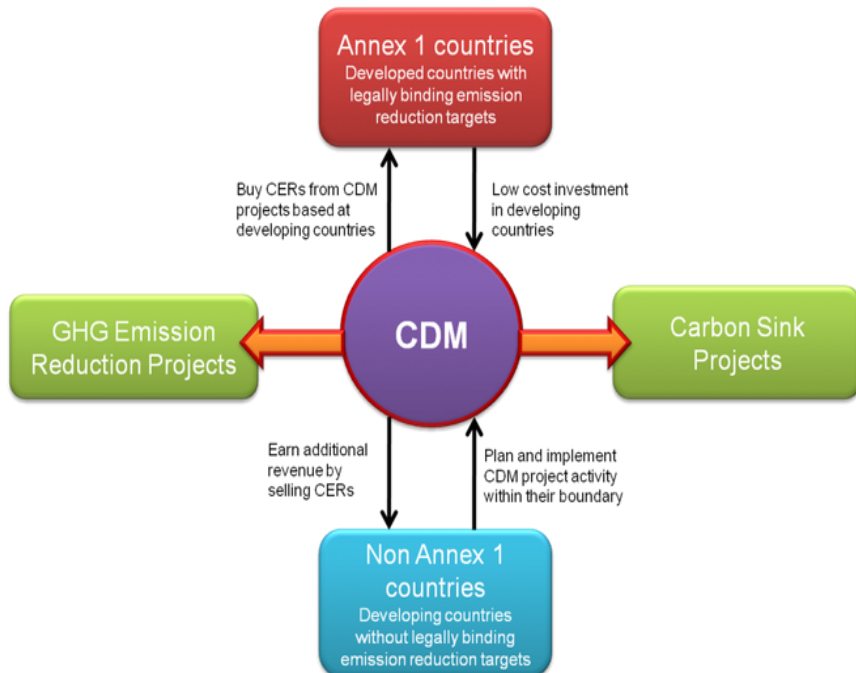 Annex 1 countries
Developed countries with
legally binding emission
reduction targets
Buy CERs from CDM
projects based at
developing countries
Low cost investment
in developing
countries
GHG Emission
Reduction Projects
CDM
Carbon Sink
Projects
Earn additional
revenue by
selling CERs
Plan and implement
CDM project activity
within their boundary
Non Annex 1
countries
Developing countries
without legally binding
emission reduction targets